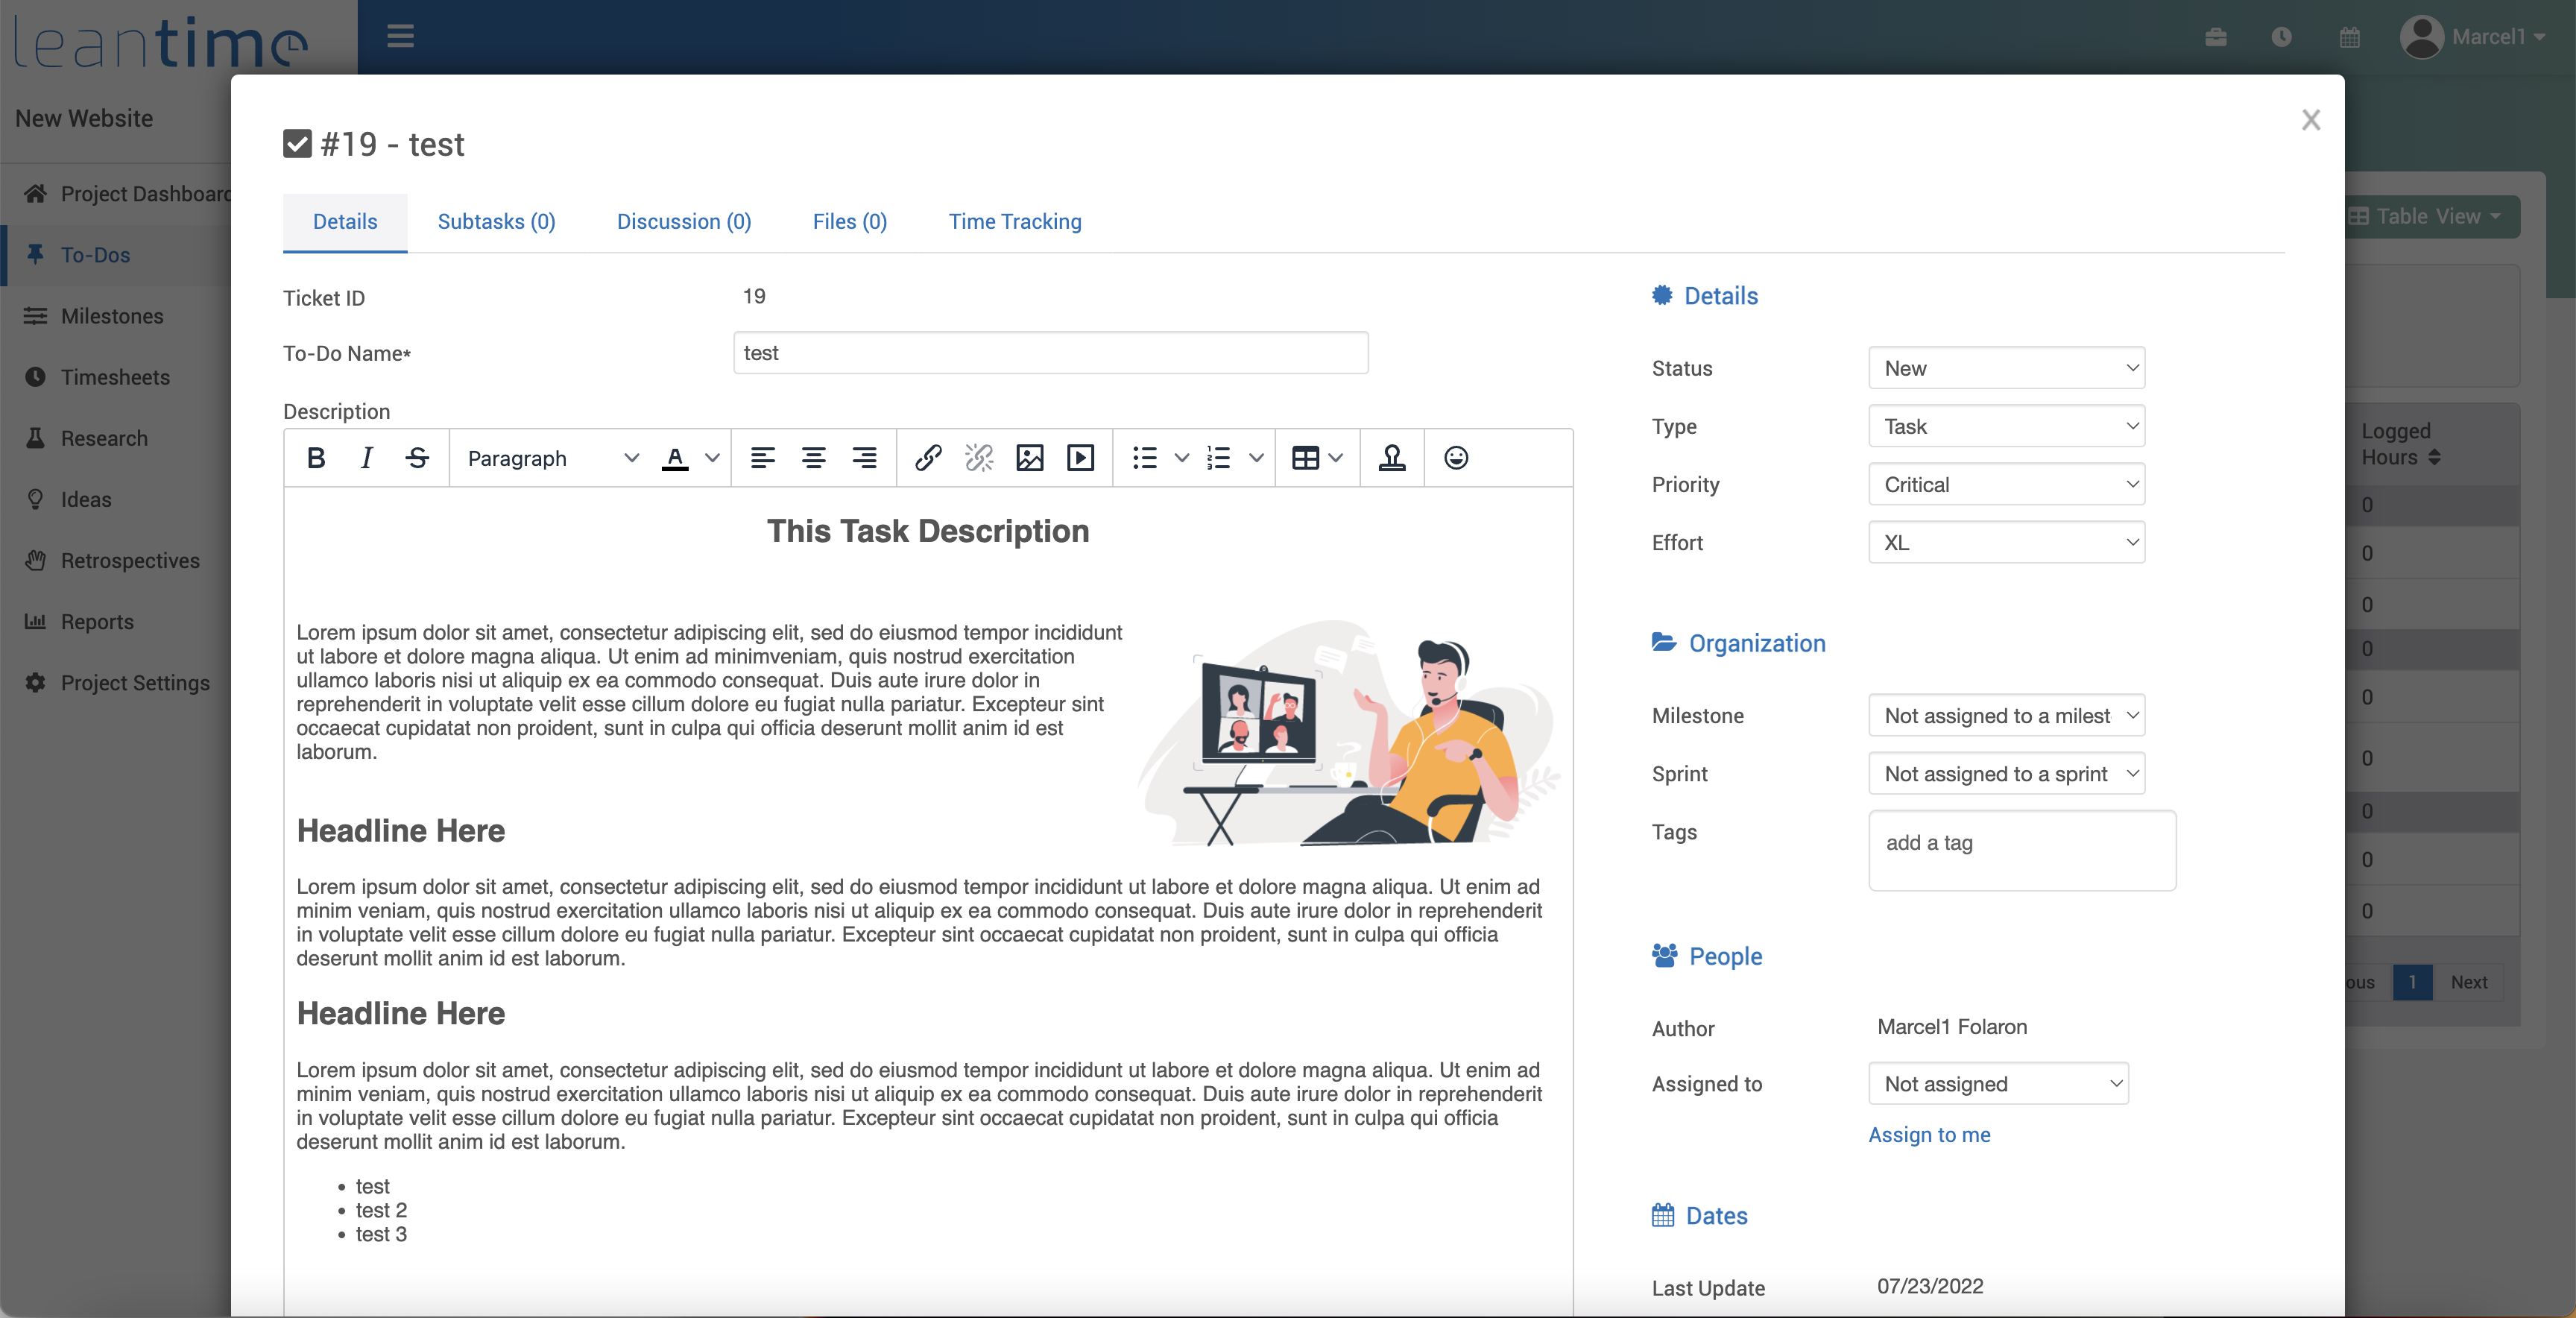 leantime
Marcel1
New Website
Project Dashboard
To-Dos
Milestones
Timesheets
Research
Ideas
Retrospectives
Reports
Project Settings
#19 - test
X
Details
Subtasks (0)
Discussion (0)
Files (0)
Time Tracking
Ticket ID
19
To-Do Name*
test
Description
B I S
Paragraph
A
This Task Description
Lorem ipsum dolor sit amet, consectetur adipiscing elit, sed do eiusmod tempor incididunt
ut labore et dolore magna aliqua. Ut enim ad minimveniam, quis nostrud exercitation
ullamco laboris nisi ut aliquip ex ea commodo consequat. Duis aute irure dolor in
reprehenderit in voluptate velit esse cillum dolore eu fugiat nulla pariatur. Excepteur sint
occaecat cupidatat non proident, sunt in culpa qui officia deserunt mollit anim id est
laborum.
Headline Here
Lorem ipsum dolor sit amet, consectetur adipiscing elit, sed do eiusmod tempor incididunt ut labore et dolore magna aliqua. Ut enim ad
minim veniam, quis nostrud exercitation ullamco laboris nisi ut aliquip ex ea commodo consequat. Duis aute irure dolor in reprehenderit
in voluptate velit esse cillum dolore eu fugiat nulla pariatur. Excepteur sint occaecat cupidatat non proident, sunt in culpa qui officia
deserunt mollit anim id est laborum.
Headline Here
Lorem ipsum dolor sit amet, consectetur adipiscing elit, sed do eiusmod tempor incididunt ut labore et dolore magna aliqua. Ut enim ad
minim veniam, quis nostrud exercitation ullamco laboris nisi ut aliquip ex ea commodo consequat. Duis aute irure dolor in reprehenderit
in voluptate velit esse cillum dolore eu fugiat nulla pariatur. Excepteur sint occaecat cupidatat non proident, sunt in culpa qui officia
deserunt mollit anim id est laborum.
• test
• test 2
• test 3
Details
Status
New
Type
Task
Priority
Critical
Effort
XL
Organization
Milestone
Not assigned to a milest
Sprint
Not assigned to a sprint
Tags
add a tag
People
Author
Marcel1 Folaron
Assigned to
Not assigned
Assign to me
Dates
Last Update
07/23/2022
Table View
Logged
Hours
0
0
0
0
0
0
0
0
0
ous
1
Next